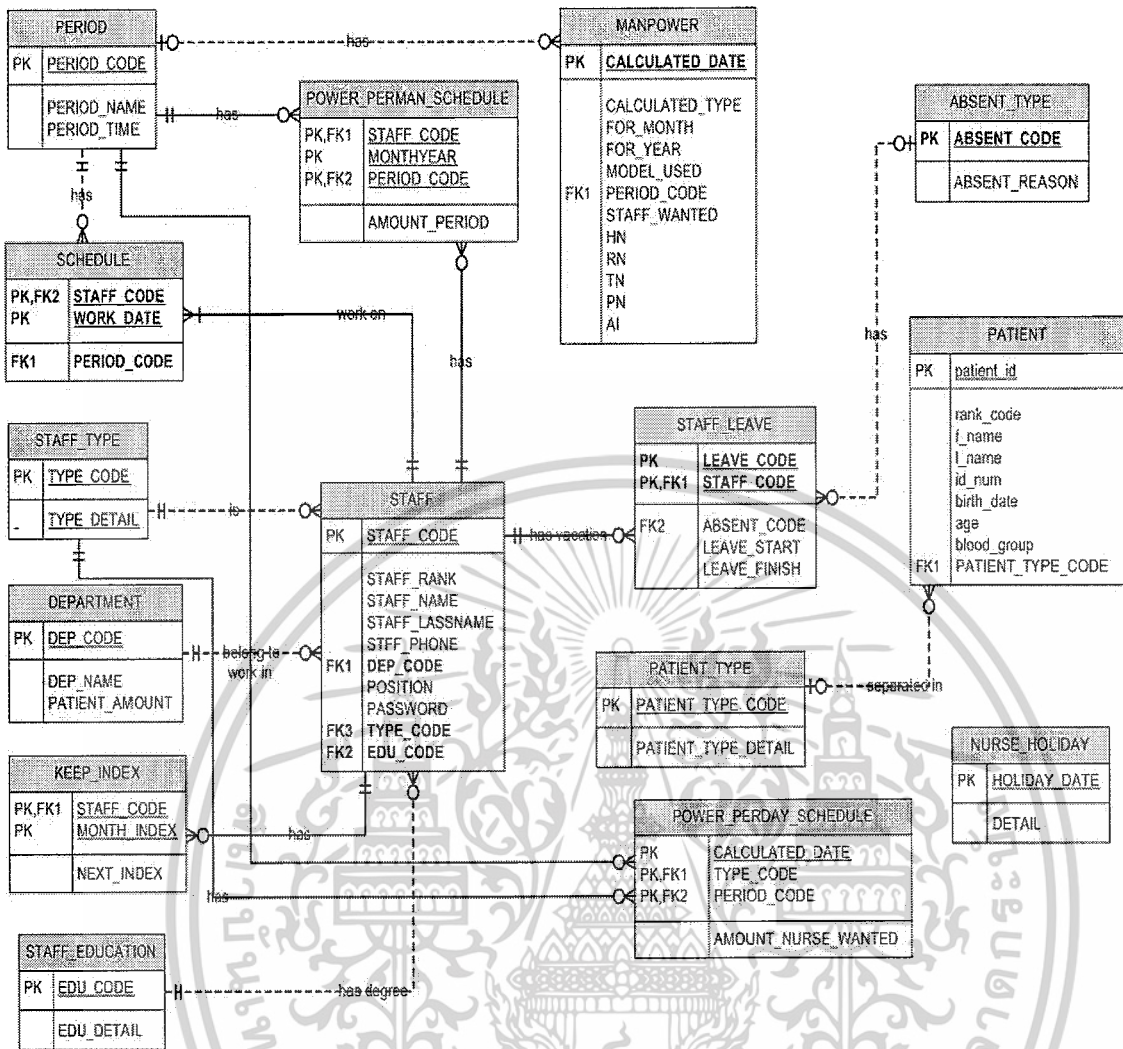 PERIOD
PK PERIOD_CODE
PERIOD_NAME
PERIOD_TIME
has
MANPOWER
PK CALCULATED_DATE
CALCULATED_TYPE
FOR_MONTH
FOR_YEAR
MODEL_USED
FK1 PERIOD_CODE
STAFF_WANTED
HN
RN
TN
PN
AI
has
POWER_PERMAN_SCHEDULE
PK,FK1 STAFF_CODE
PK MONTHYEAR
PK,FK2 PERIOD_CODE
AMOUNT_PERIOD
ABSENT_TYPE
PK ABSENT_CODE
ABSENT_REASON
has
SCHEDULE
PK,FK2 STAFF_CODE
PK WORK_DATE
FK1 PERIOD_CODE
work on
has
has
PATIENT
PK patient_id
rank_code
f_name
l_name
id_num
birth_date
age
blood_group
FK1 PATIENT_TYPE_CODE
STAFF_TYPE
PK TYPE_CODE
- TYPE_DETAIL
is
STAFF
PK STAFF_CODE
STAFF_RANK
STAFF_NAME
STAFF_LASSNAME
STFF_PHONE
FK1 DEP_CODE
POSITION
PASSWORD
FK3 TYPE_CODE
FK2 EDU_CODE
has vacation
STAFF_LEAVE
PK LEAVE_CODE
PK,FK1 STAFF_CODE
FK2 ABSENT_CODE
LEAVE_START
LEAVE_FINISH
DEPARTMENT
PK DEP_CODE
DEP_NAME
PATIENT_AMOUNT
belong to
work in
PATIENT_TYPE
PK PATIENT_TYPE_CODE
PATIENT_TYPE_DETAIL
separated in
NURSE_HOLIDAY
PK HOLIDAY_DATE
DETAIL
KEEP_INDEX
PK,FK1 STAFF_CODE
PK MONTH_INDEX
NEXT_INDEX
has
has
POWER_PERDAY_SCHEDULE
PK CALCULATED_DATE
PK,FK1 TYPE_CODE
PK,FK2 PERIOD_CODE
AMOUNT_NURSE_WANTED
STAFF_EDUCATION
PK EDU_CODE
EDU_DETAIL
has degree